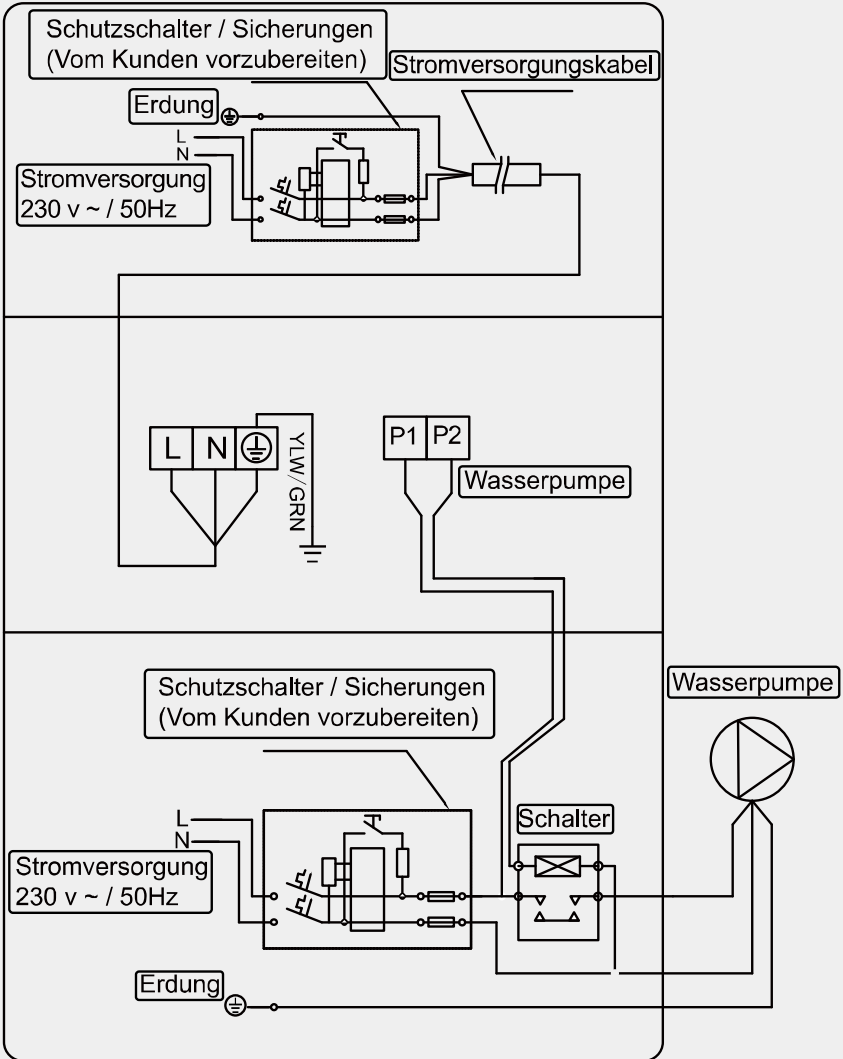 Schutzschalter / Sicherungen
(Vom Kunden vorzubereiten)
Stromversorgungskabel
Erdung
L
N
Stromversorgung
230 v ~ / 50Hz
L N
YLW/GRN
P1 P2
Wasserpumpe
Schutzschalter / Sicherungen
(Vom Kunden vorzubereiten)
Wasserpumpe
L
N
Schalter
Stromversorgung
230 v ~ / 50Hz
Erdung